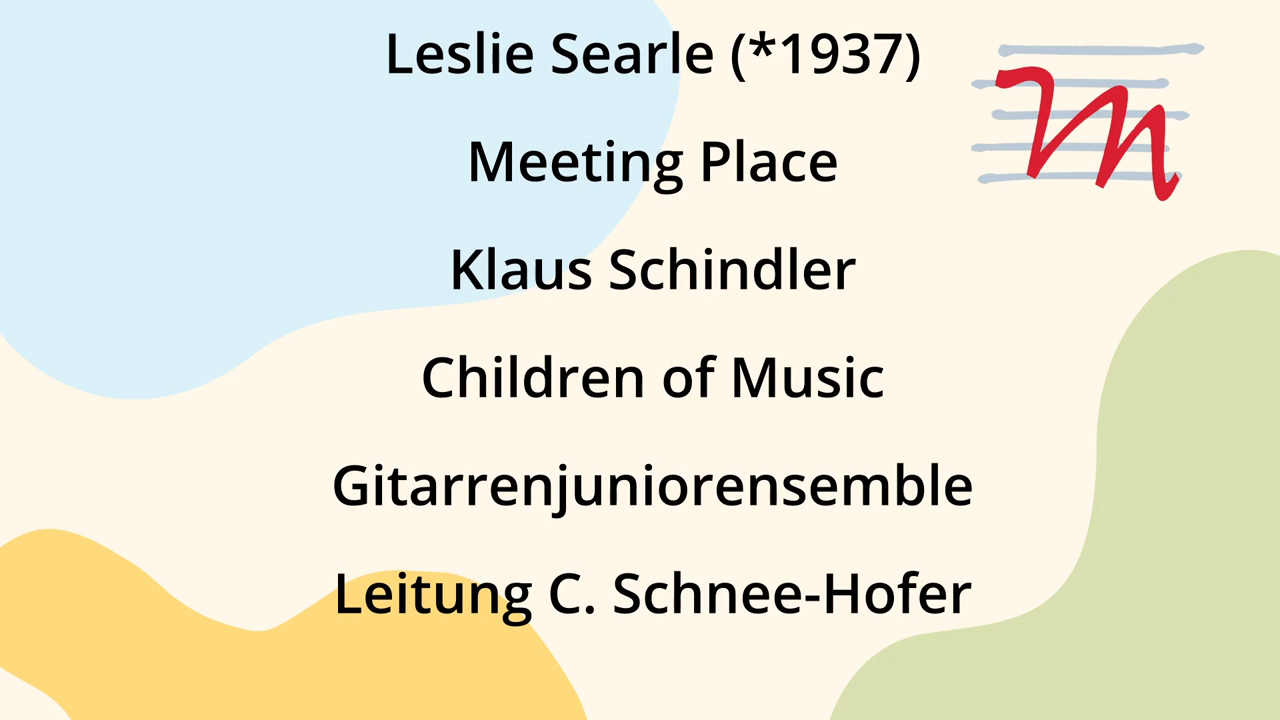 Leslie Searle (*1937)
Meeting Place
Klaus Schindler
Children of Music
Gitarrenjuniorensemble
Leitung C. Schnee-Hofer